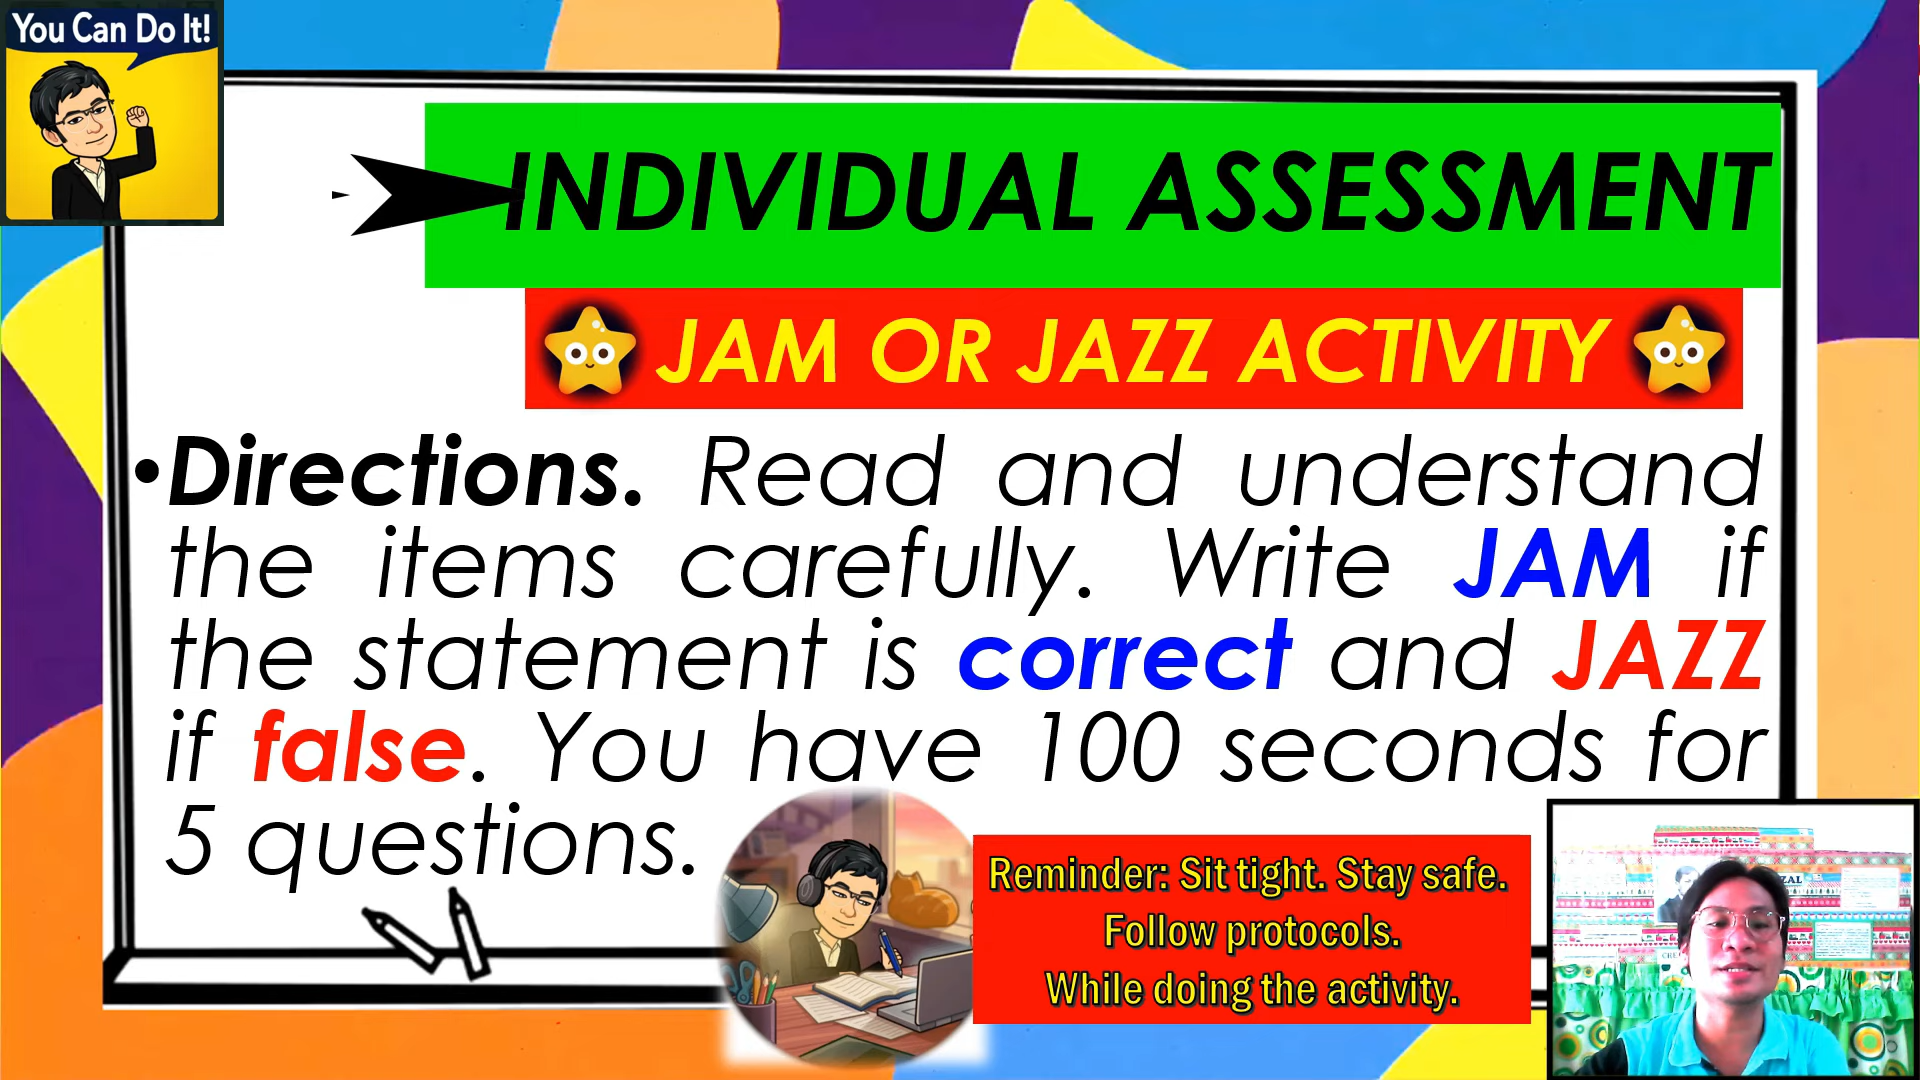 You Can Do It!
INDIVIDUAL ASSESSMENT
JAM OR JAZZ ACTIVITY
•Directions. Read and understand
the items carefully. Write JAM if
the statement is correct and JAZZ
if false. You have 100 seconds for
5 questions.
Reminder: Sit tight. Stay safe.
Follow protocols.
While doing the activity.